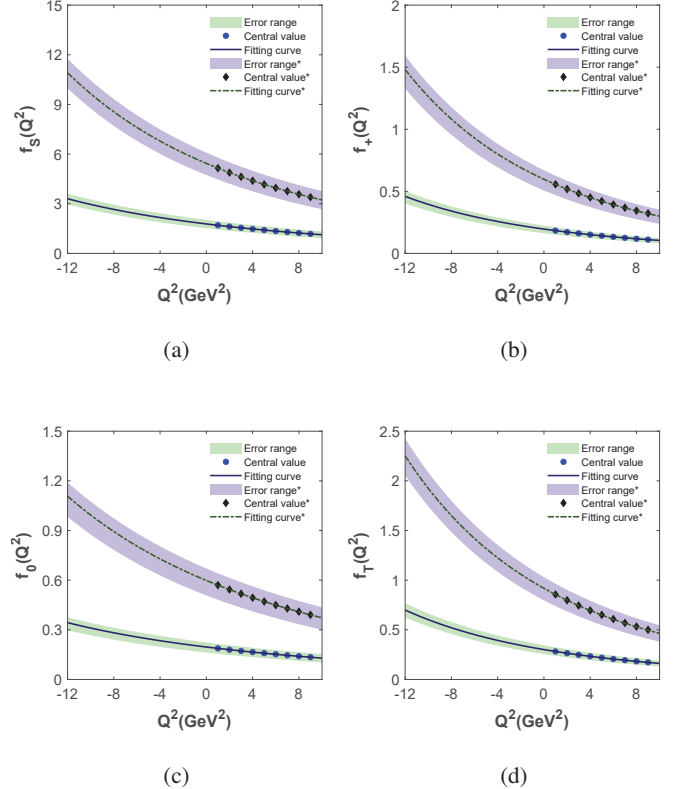 15
12
9
6
3
0
f_S(Q^2)
-12 -8 -4 0 4 8
Q^2(GeV^2)
Error range
Central value
Fitting curve
Error range*
Central value*
Fitting curve*
(a)
2
1.5
1
0.5
0
f_+(Q^2)
-12 -8 -4 0 4 8
Q^2(GeV^2)
Error range
Central value
Fitting curve
Error range*
Central value*
Fitting curve*
(b)
1.5
1.2
0.9
0.6
0.3
0
f_0(Q^2)
-12 -8 -4 0 4 8
Q^2(GeV^2)
Error range
Central value
Fitting curve
Error range*
Central value*
Fitting curve*
(c)
2.5
2
1.5
1
0.5
0
f_T(Q^2)
-12 -8 -4 0 4 8
Q^2(GeV^2)
Error range
Central value
Fitting curve
Error range*
Central value*
Fitting curve*
(d)